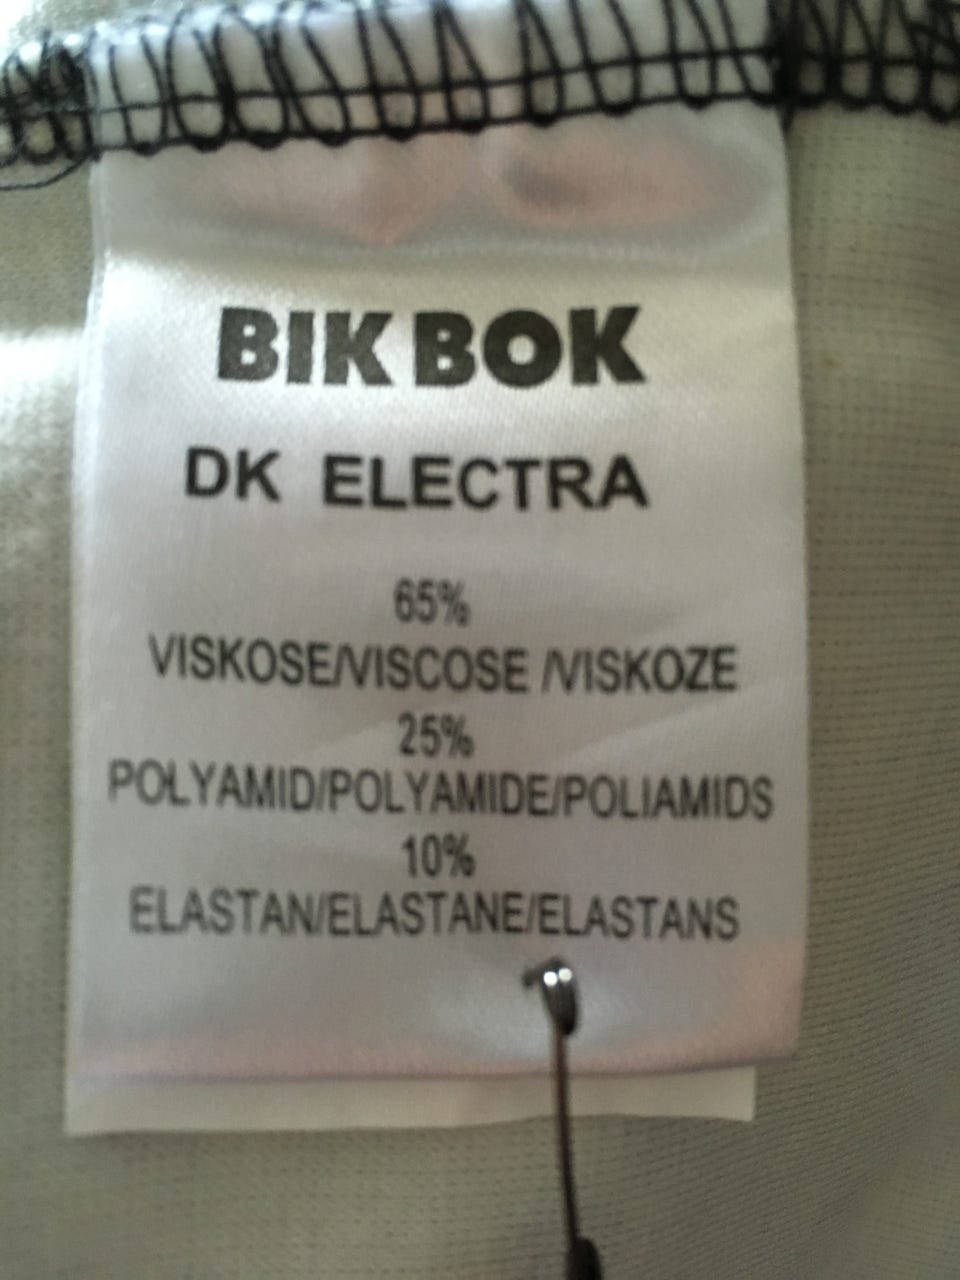 BIK BOK
DK ELECTRA
65%
VISKOSE/VISCOSE /VISKOZE
25%
POLYAMID/POLYAMIDE/POLIAMIDS
10%
ELASTAN/ELASTANE/ELASTANS